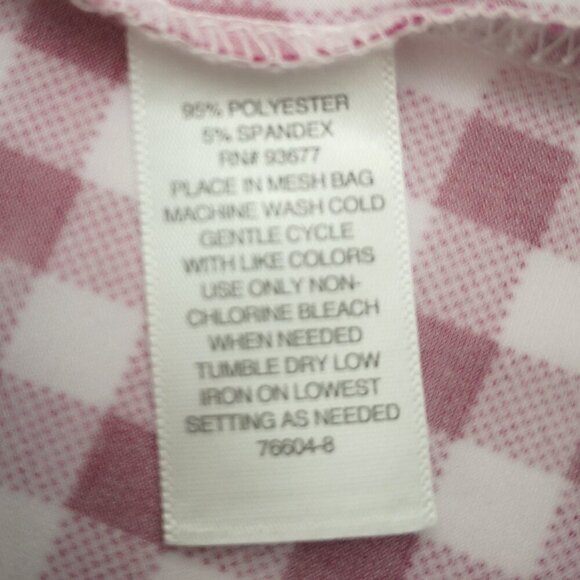 95% POLYESTER
5% SPANDEX
RN# 93677
PLACE IN MESH BAG
MACHINE WASH COLD
GENTLE CYCLE
WITH LIKE COLORS
USE ONLY NON-
CHLORINE BLEACH
WHEN NEEDED
TUMBLE DRY LOW
IRON ON LOWEST
SETTING AS NEEDED
76604-8